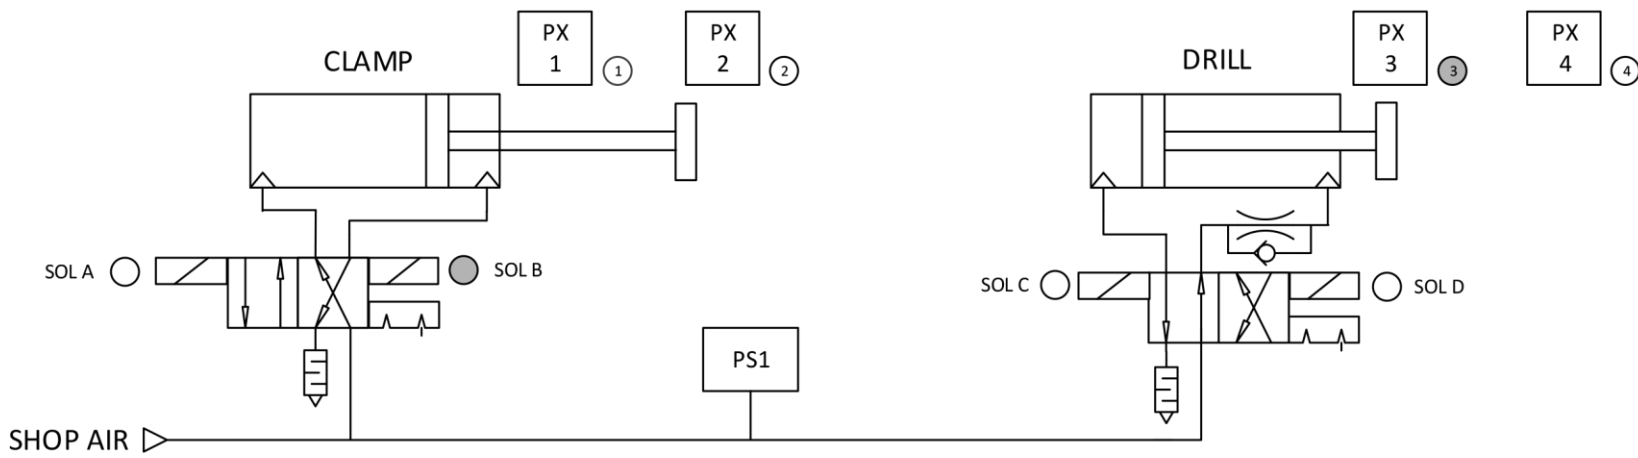 CLAMP
PX
1
1
PX
2
2
DRILL
PX
3
3
PX
4
4
SOL A
SOL B
SOL C
SOL D
PS1
SHOP AIR